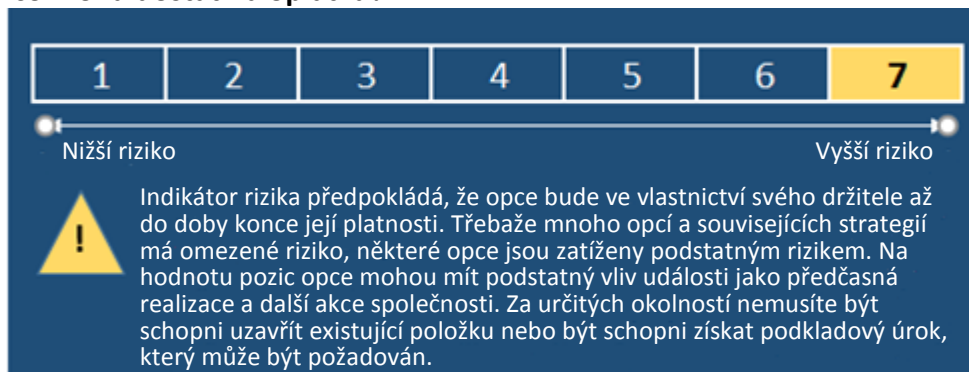 1 2 3 4 5 6 7
Nižší riziko Vyšší riziko
Indikátor rizika předpokládá, že opce bude ve vlastnictví svého držitele až
do doby konce její platnosti. Třebaže mnoho opcí a souvisejících strategií
má omezené riziko, některé opce jsou zatíženy podstatným rizikem. Na
! hodnotu pozic opce mohou mít podstatný vliv události jako předčasná
realizace a další akce společnosti. Za určitých okolností nemusíte být
schopni uzavřít existující položku nebo být schopni získat podkladový úrok,
který může být požadován.